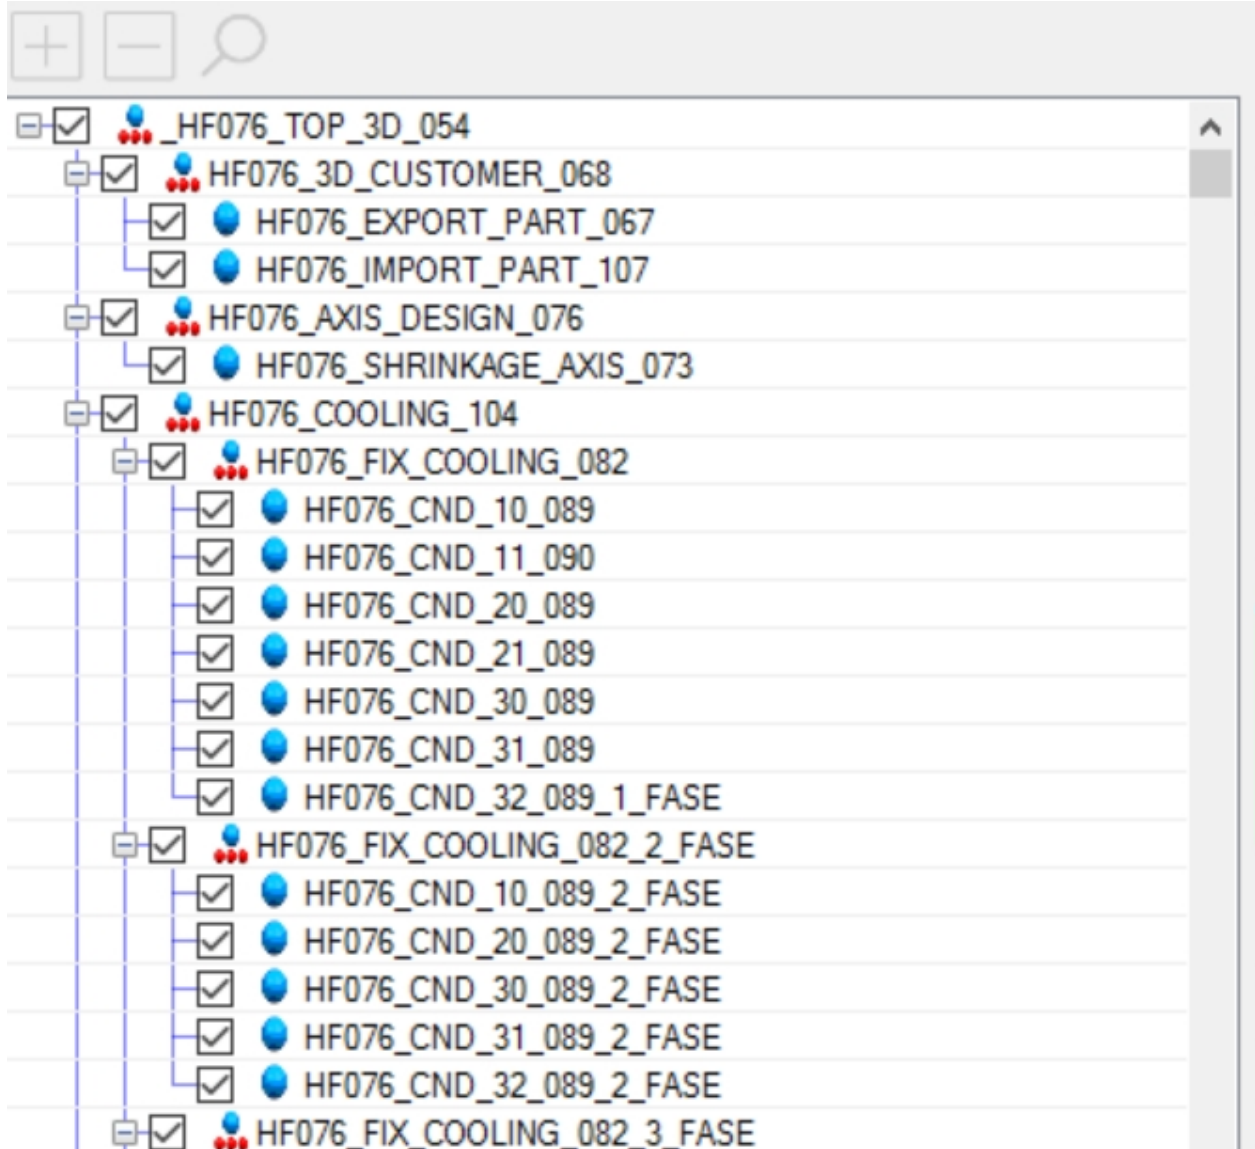 _HF076_TOP_3D_054
HF076_3D_CUSTOMER_068
HF076_EXPORT_PART_067
HF076_IMPORT_PART_107
HF076_AXIS_DESIGN_076
HF076_SHRINKAGE_AXIS_073
HF076_COOLING_104
HF076_FIX_COOLING_082
HF076_CND_10_089
HF076_CND_11_090
HF076_CND_20_089
HF076_CND_21_089
HF076_CND_30_089
HF076_CND_31_089
HF076_CND_32_089_1_FASE
HF076_FIX_COOLING_082_2_FASE
HF076_CND_10_089_2_FASE
HF076_CND_20_089_2_FASE
HF076_CND_30_089_2_FASE
HF076_CND_31_089_2_FASE
HF076_CND_32_089_2_FASE
HF076_FIX_COOLING_082_3_FASE